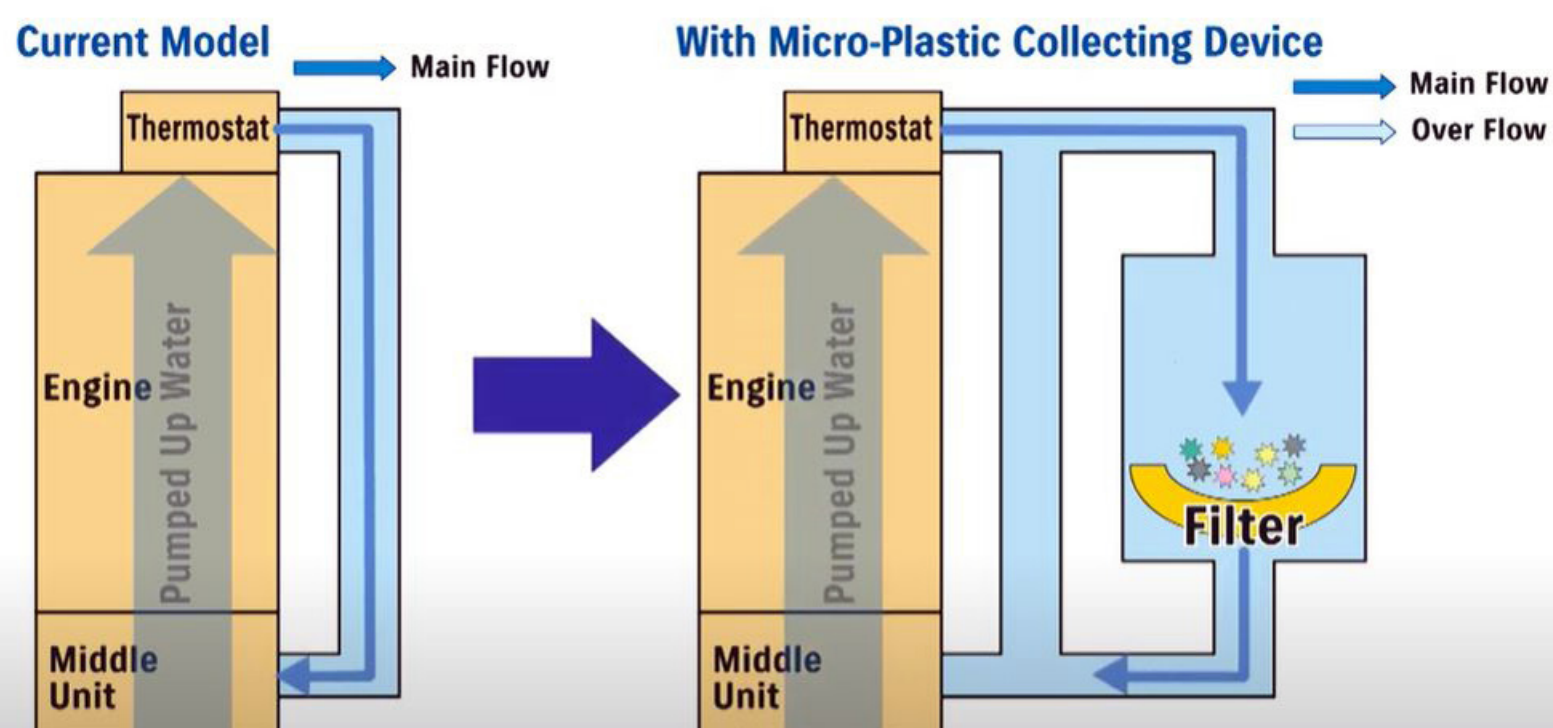 Current Model
Main Flow
Thermostat
Engine
Pumped Up Water
Middle
Unit
With Micro-Plastic Collecting Device
Main Flow
Over Flow
Thermostat
Engine
Pumped Up Water
Filter
Middle
Unit